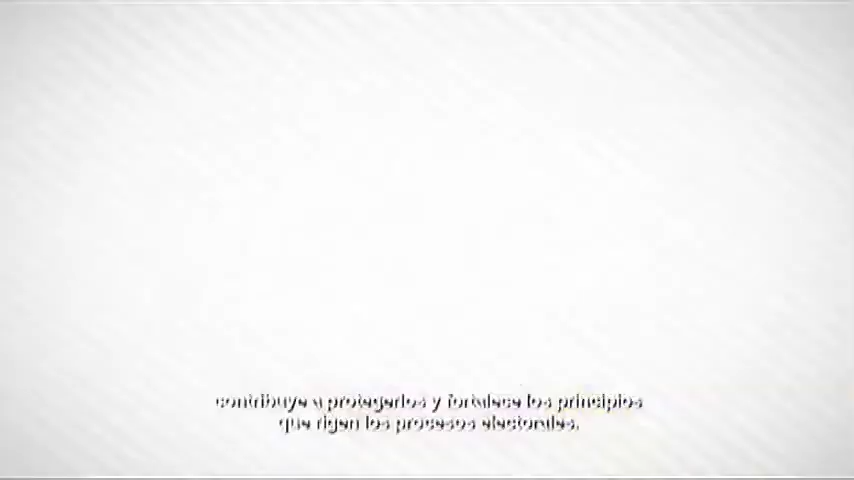 contribuye a protegerlos y fortalece los principios
que rigen los procesos electorales.